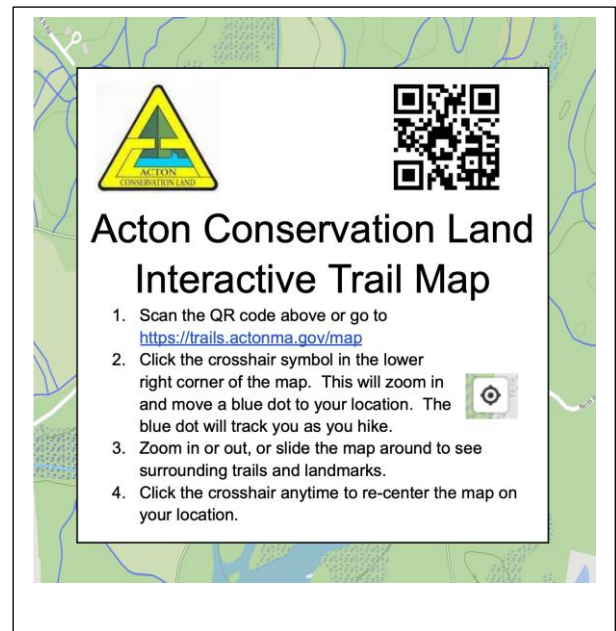 ACTON
CONSERVATION LAND
Acton Conservation Land
Interactive Trail Map
1. Scan the QR code above or go to
https://trails.actonma.gov/map
2. Click the crosshair symbol in the lower
right corner of the map. This will zoom in
and move a blue dot to your location. The
blue dot will track you as you hike.
3. Zoom in or out, or slide the map around to see
surrounding trails and landmarks.
4. Click the crosshair anytime to re-center the map on
your location.